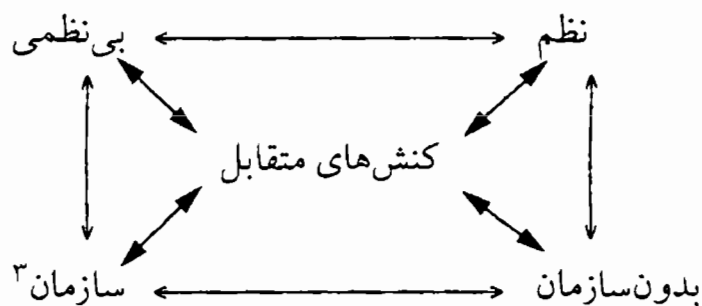 نظم بی‌نظمی
کنش‌های متقابل
بدون‌سازمان سازمان۳